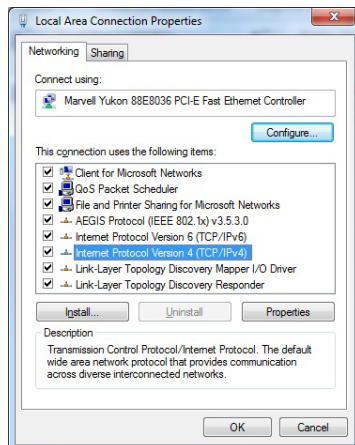 Local Area Connection Properties
Networking
Sharing
Connect using:
Marvell Yukon 88E8036 PCI-E Fast Ethernet Controller
Configure...
This connection uses the following items:
Client for Microsoft Networks
QoS Packet Scheduler
File and Printer Sharing for Microsoft Networks
AEGIS Protocol (IEEE 802.1x) v3.5.3.0
Internet Protocol Version 6 (TCP/IPv6)
Internet Protocol Version 4 (TCP/IPv4)
Link-Layer Topology Discovery Mapper I/O Driver
Link-Layer Topology Discovery Responder
Install...
Uninstall
Properties
Description
Transmission Control Protocol/Internet Protocol. The default
wide area network protocol that provides communication
across diverse interconnected networks.
OK
Cancel